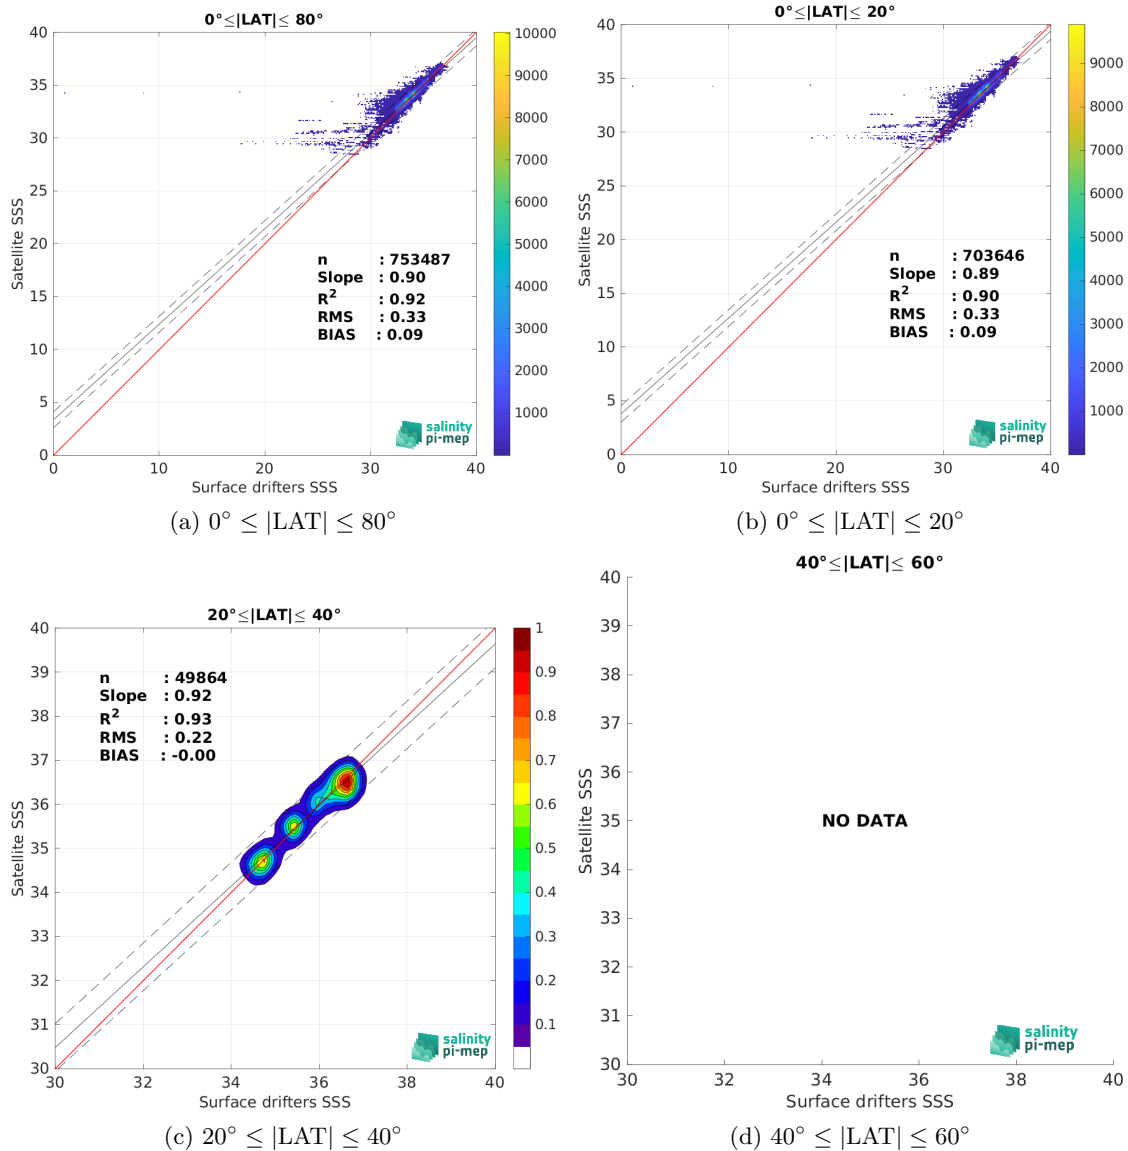 0°≤|LAT|≤ 80°
40
35
30
25
20
15
10
5
0
Satellite SSS
n : 753487
Slope : 0.90
R² : 0.92
RMS : 0.33
BIAS : 0.09
salinity
pi-mep
0 10 20 30 40
Surface drifters SSS
10000
9000
8000
7000
6000
5000
4000
3000
2000
1000
(a) 0° ≤ |LAT| ≤ 80°
0°≤|LAT|≤ 20°
40
35
30
25
20
15
10
5
0
Satellite SSS
n : 703646
Slope : 0.89
R² : 0.90
RMS : 0.33
BIAS : 0.09
salinity
pi-mep
0 10 20 30 40
Surface drifters SSS
9000
8000
7000
6000
5000
4000
3000
2000
1000
(b) 0° ≤ |LAT| ≤ 20°
20°≤|LAT|≤ 40°
40
39
38
37
36
35
34
33
32
31
30
Satellite SSS
n : 49864
Slope : 0.92
R² : 0.93
RMS : 0.22
BIAS : -0.00
salinity
pi-mep
30 32 34 36 38 40
Surface drifters SSS
1
0.9
0.8
0.7
0.6
0.5
0.4
0.3
0.2
0.1
(c) 20° ≤ |LAT| ≤ 40°
40°≤|LAT|≤ 60°
40
39
38
37
36
35
34
33
32
31
30
Satellite SSS
NO DATA
salinity
pi-mep
30 32 34 36 38 40
Surface drifters SSS
(d) 40° ≤ |LAT| ≤ 60°